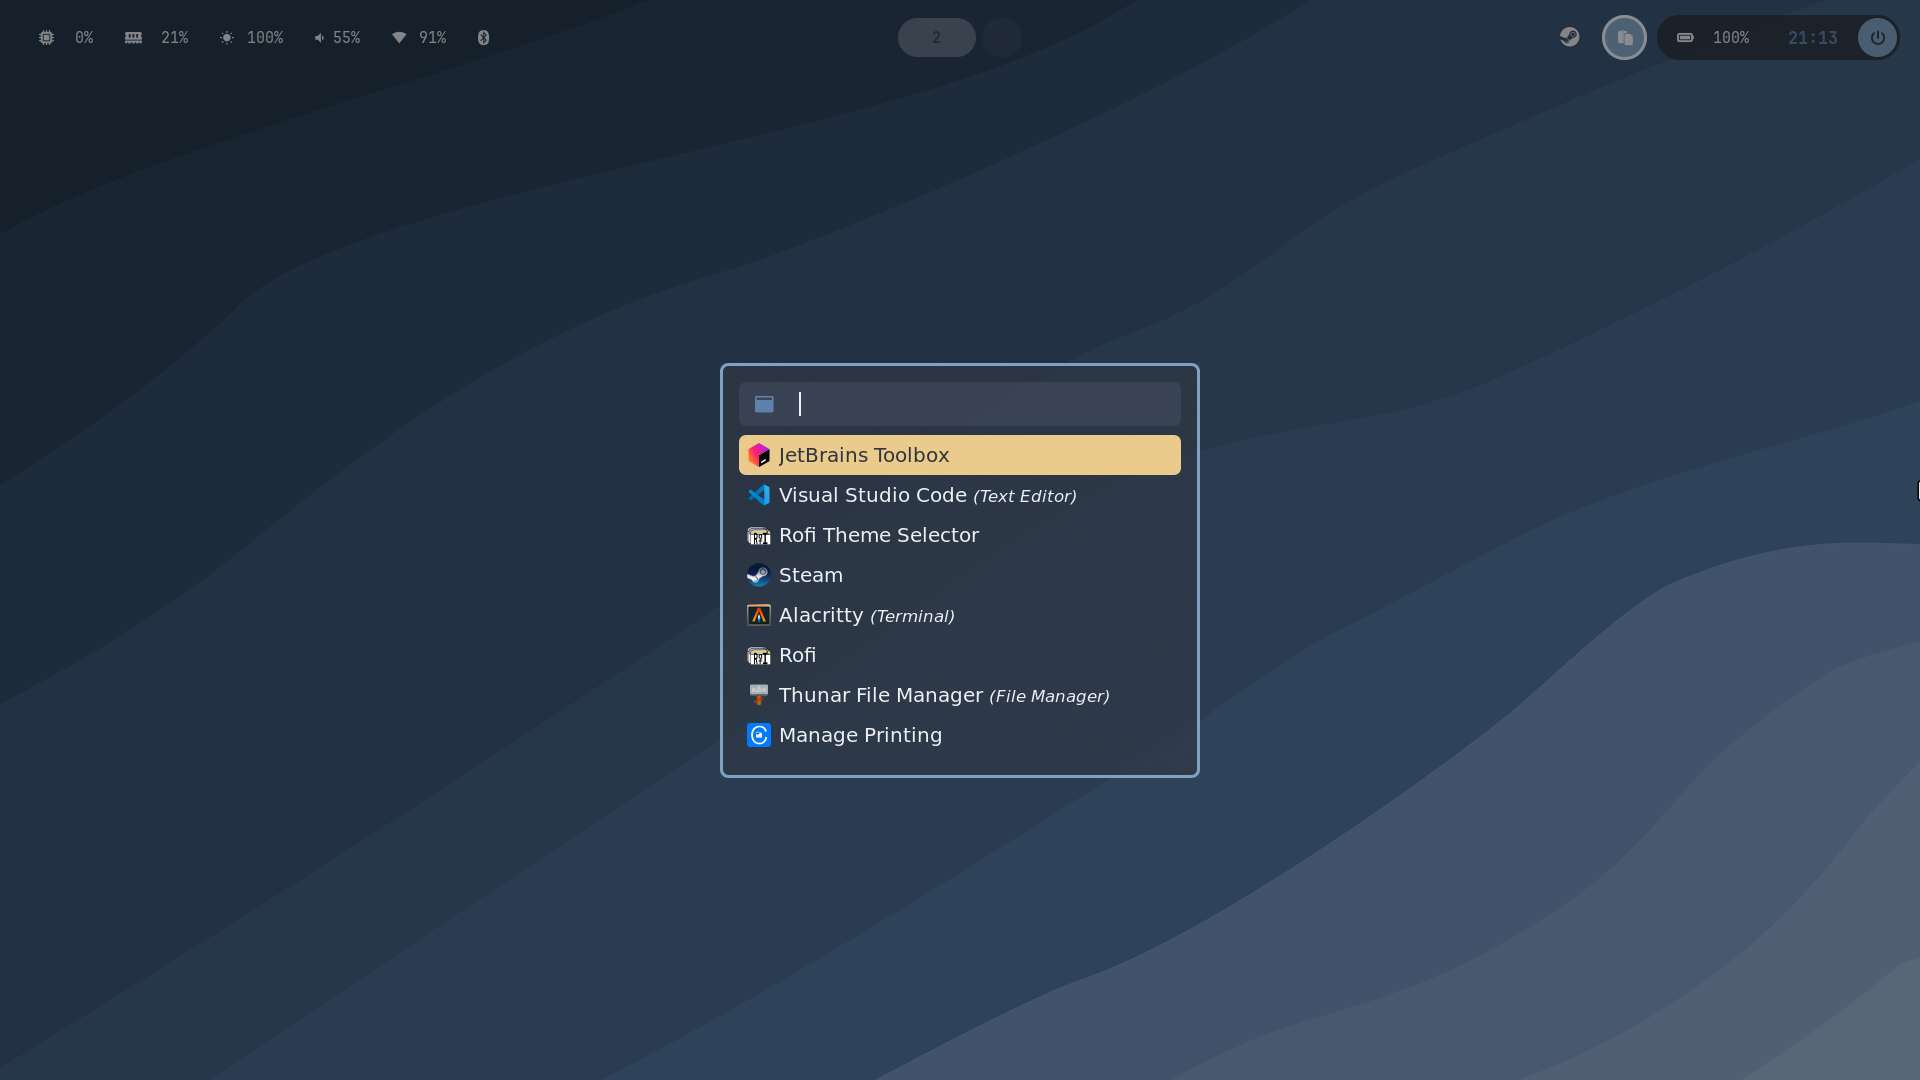 0% 21% 100% 55% 91% 2 100% 21:13
JetBrains Toolbox
Visual Studio Code (Text Editor)
Rofi Theme Selector
Steam
Alacritty (Terminal)
Rofi
Thunar File Manager (File Manager)
Manage Printing